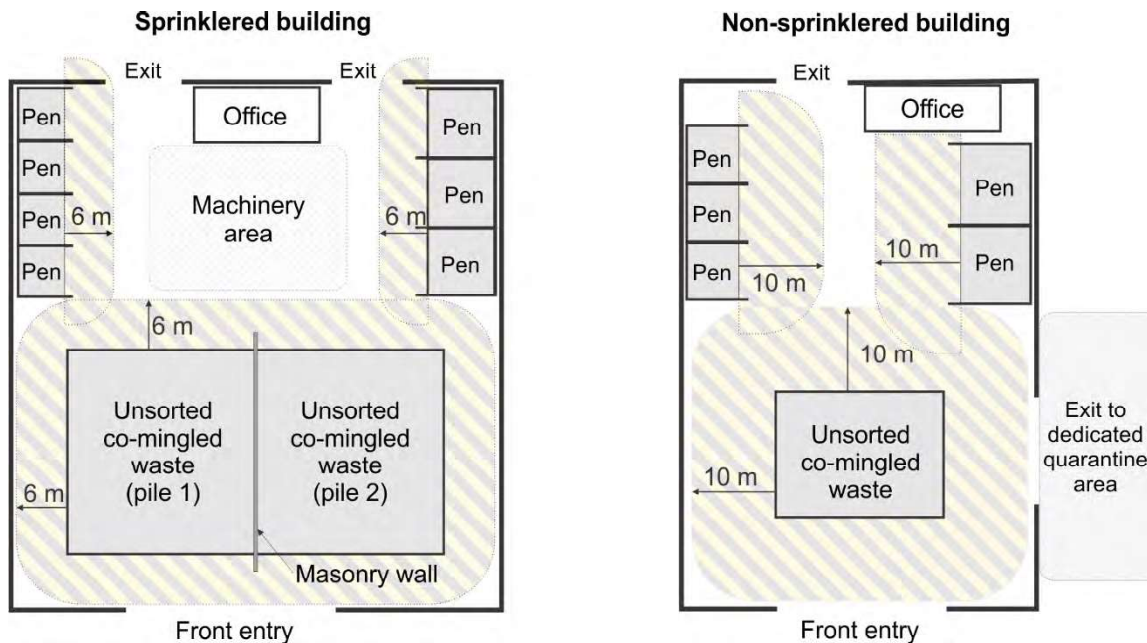 Sprinklered building
Exit
Exit
Office
Pen
Pen
Pen
Pen
Pen
Pen
Pen
Machinery
area
6 m
6 m
6 m
Unsorted
co-mingled
waste
(pile 1)
Unsorted
co-mingled
waste
(pile 2)
6 m
Masonry wall
Front entry
Non-sprinklered building
Exit
Office
Pen
Pen
Pen
Pen
Pen
10 m
10 m
10 m
Unsorted
co-mingled
waste
10 m
Exit to
dedicated
quarantine
area
Front entry